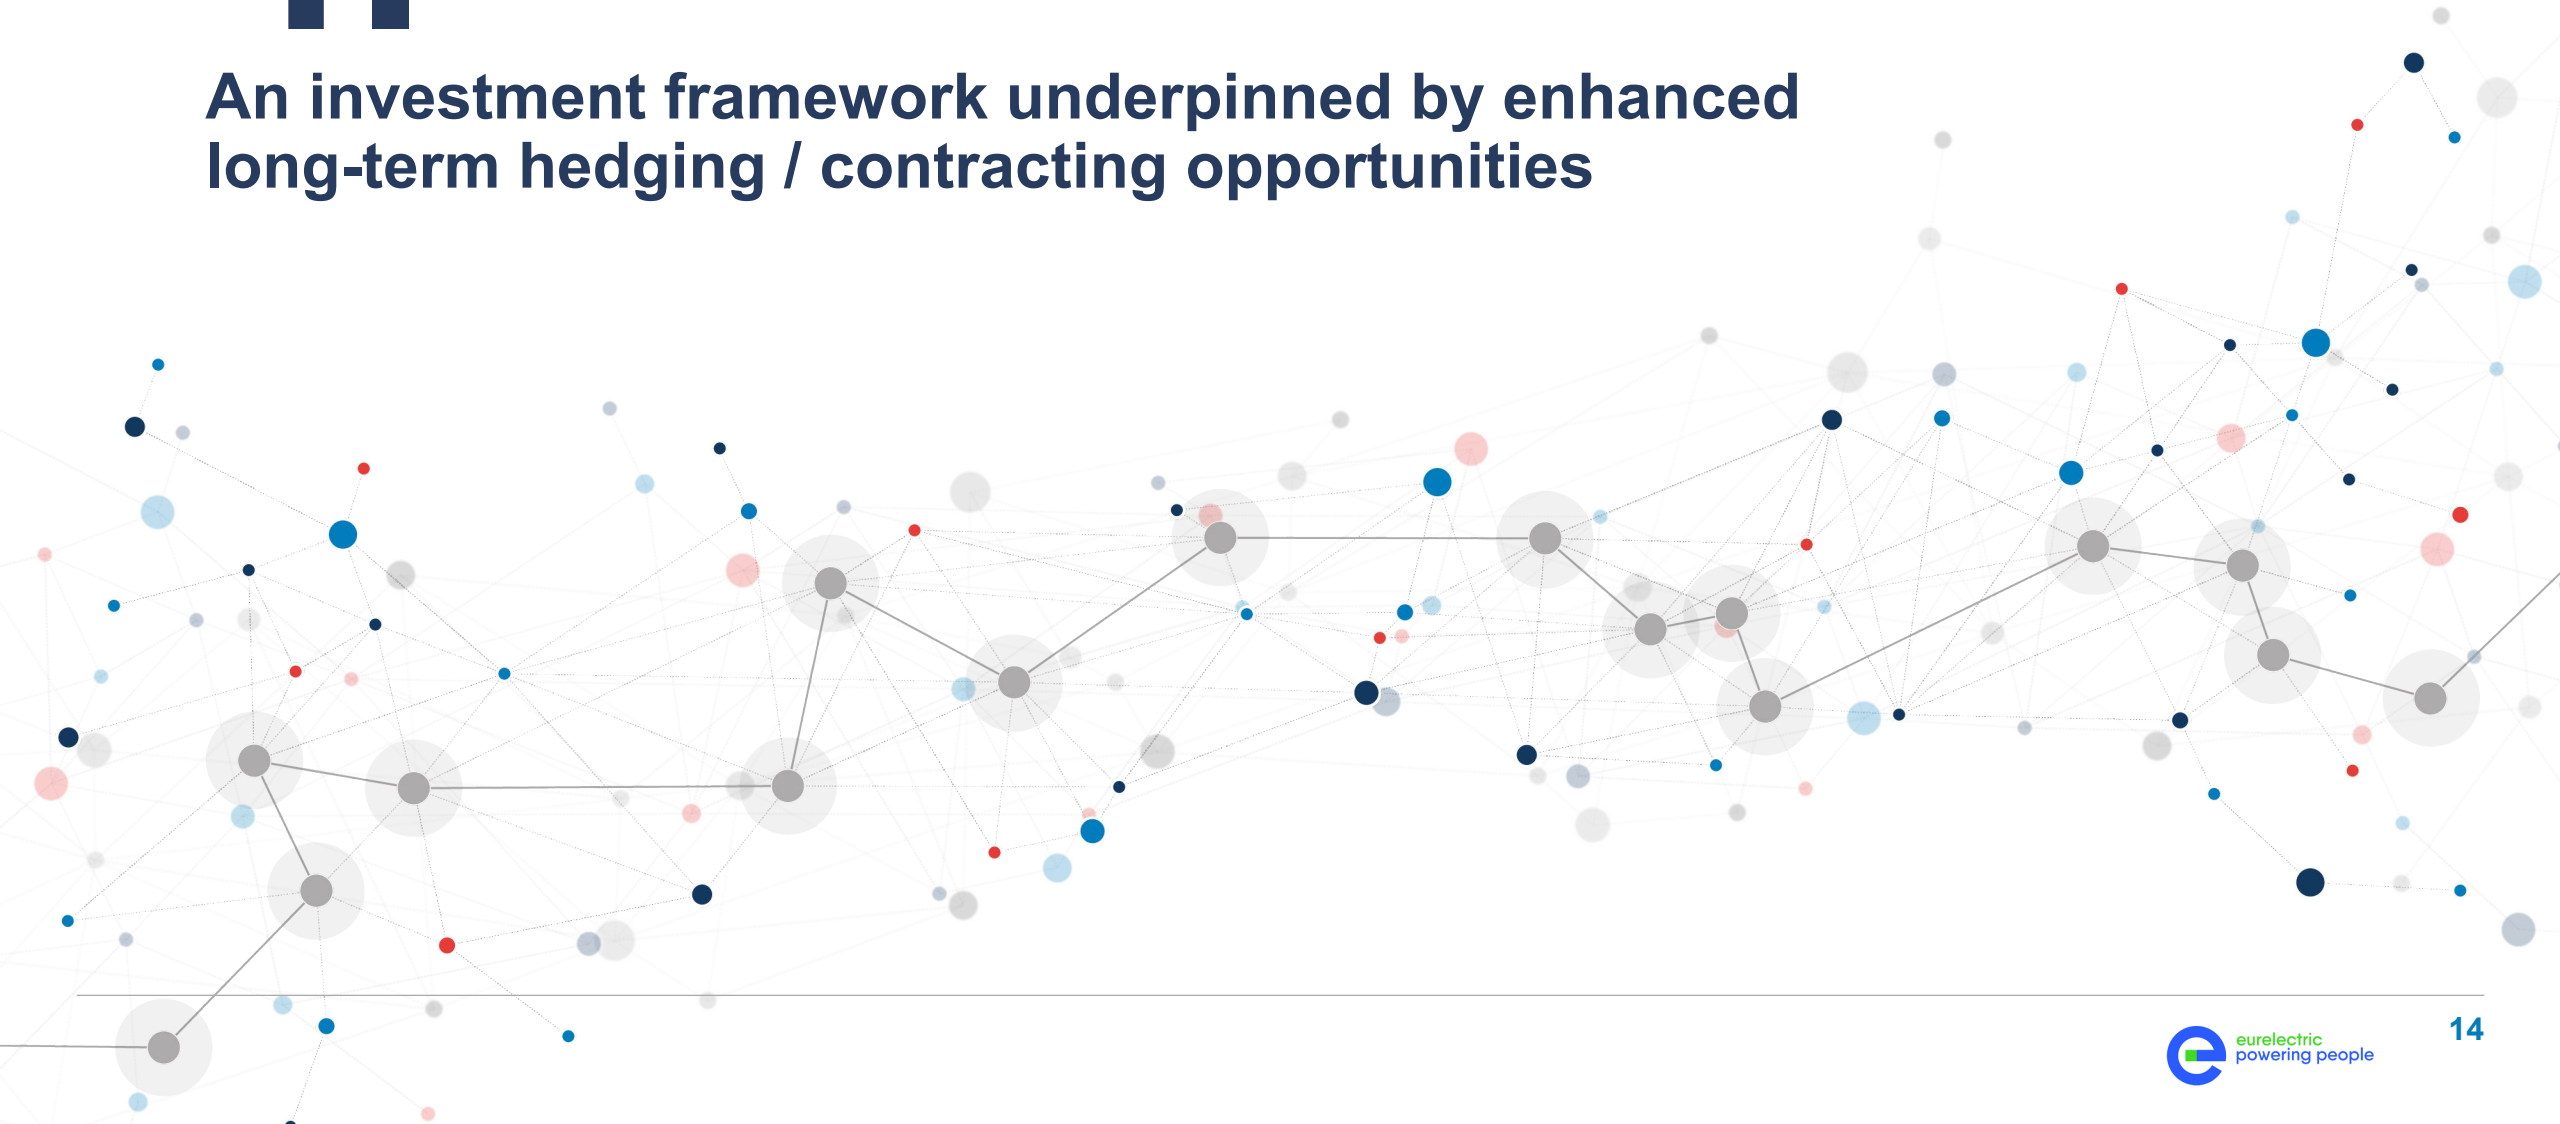 An investment framework underpinned by enhanced
long-term hedging / contracting opportunities
14
eurelectric
powering people